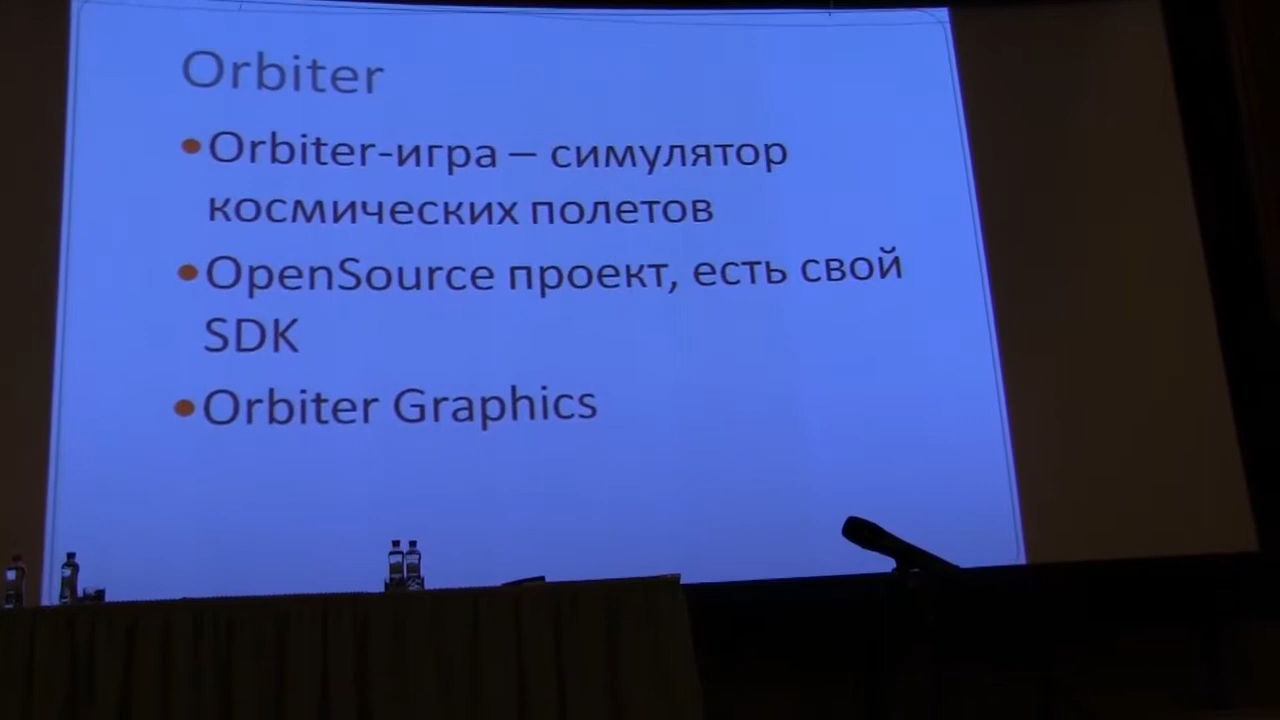 Orbiter
•Orbiter-игра – симулятор
космических полетов
•OpenSource проект, есть свой
SDK
•Orbiter Graphics